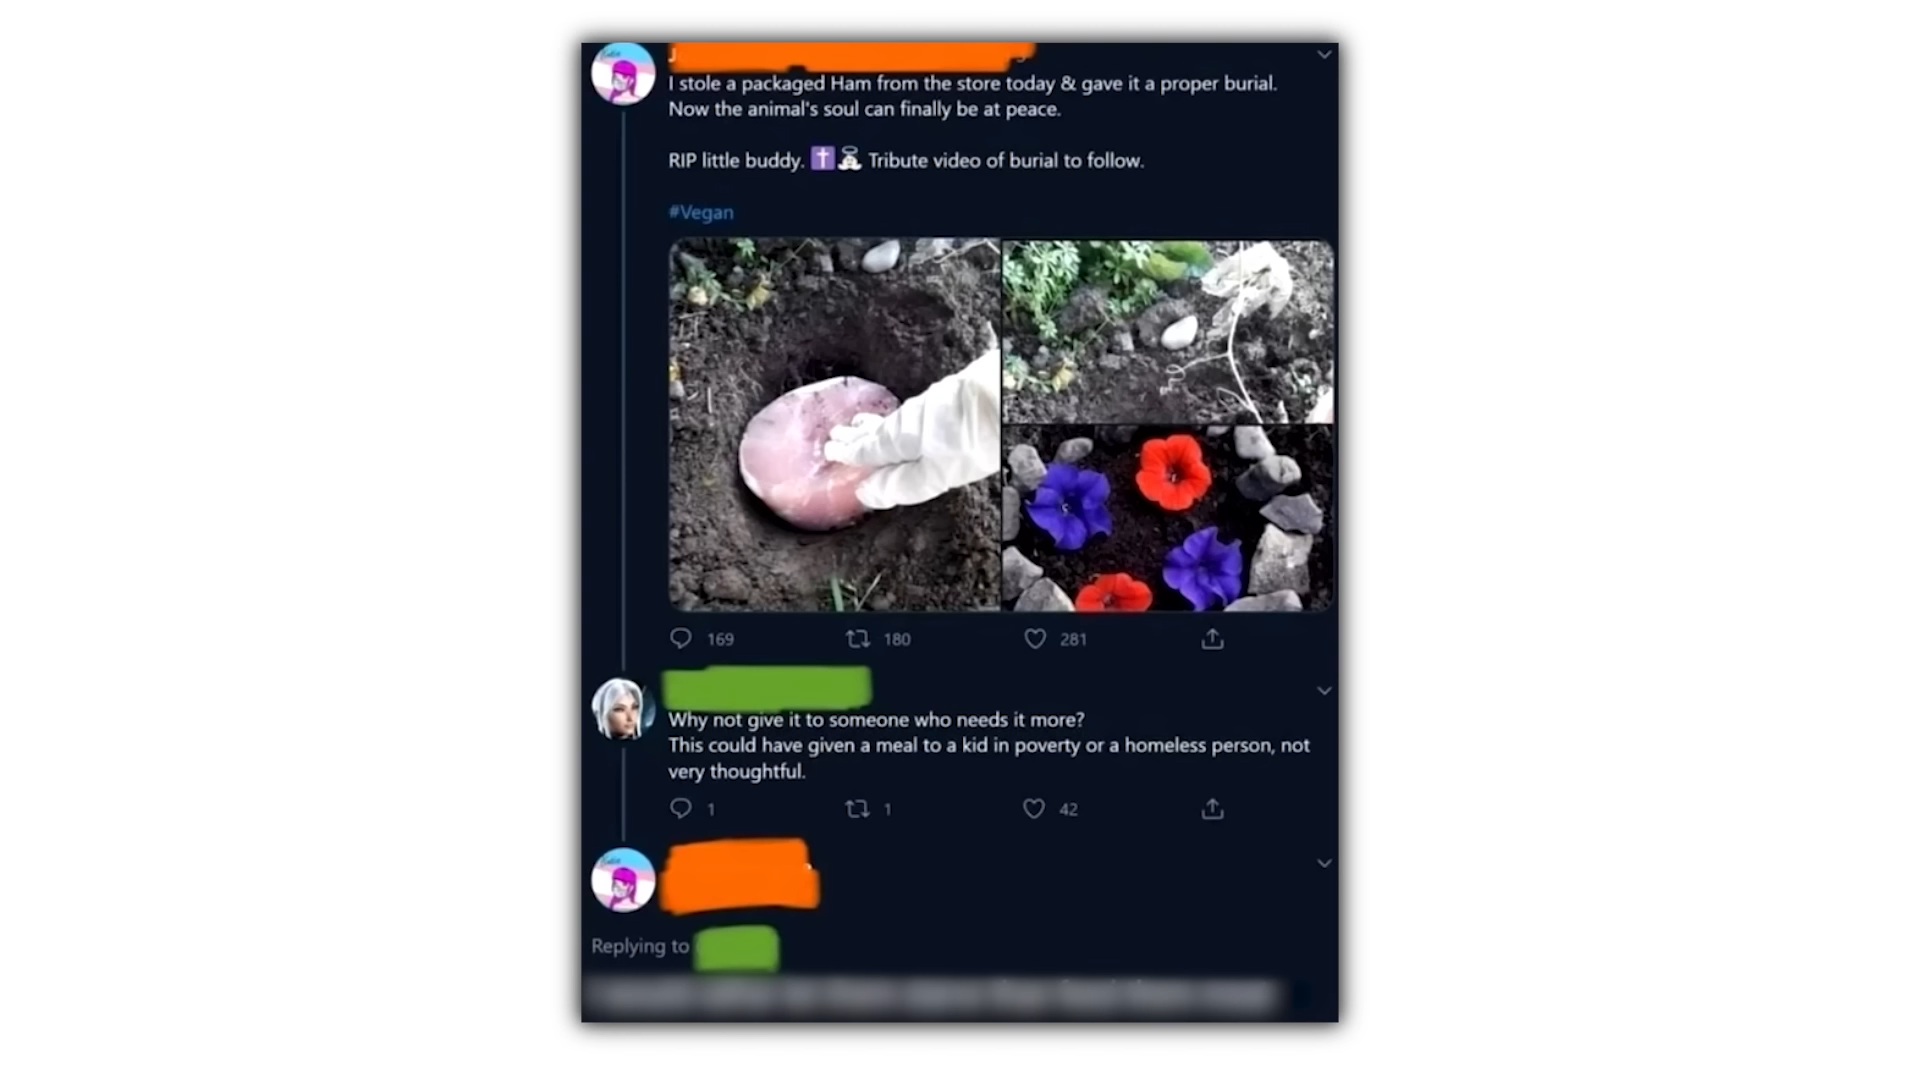 I stole a packaged Ham from the store today & gave it a proper burial.
Now the animal's soul can finally be at peace.
RIP little buddy. ✝️👼🏻 Tribute video of burial to follow.
#Vegan
169 180 281
Why not give it to someone who needs it more?
This could have given a meal to a kid in poverty or a homeless person, not
very thoughtful.
1 1 42
Replying to